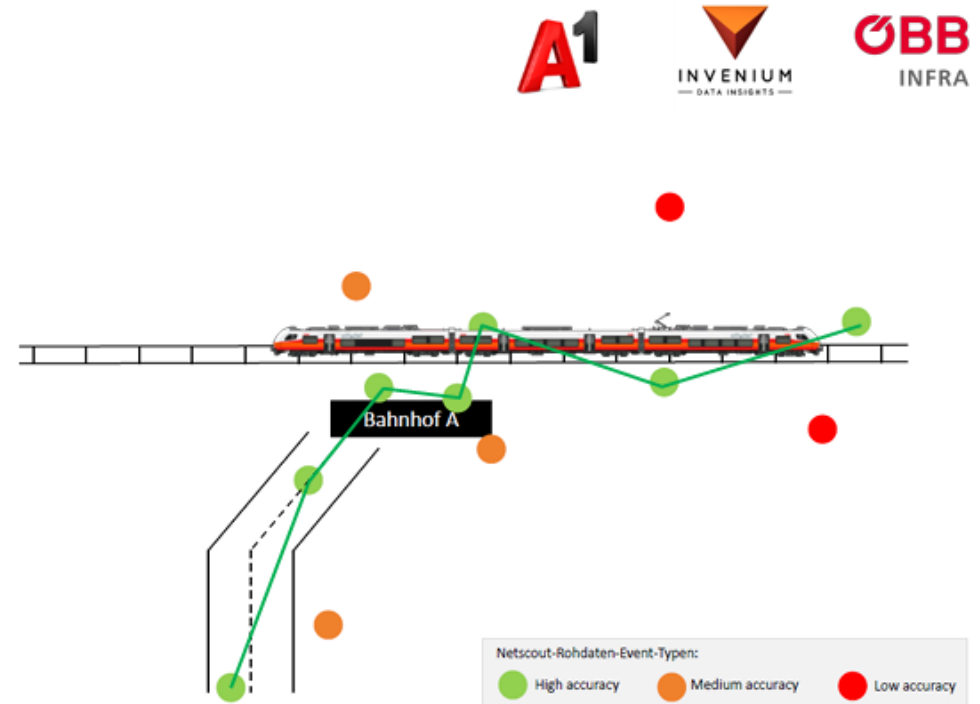 A1
INVENIUM
DATA INSIGHTS
ÖBB
INFRA
Bahnhof A
Netscout-Rohdaten-Event-Typen:
High accuracy
Medium accuracy
Low accuracy